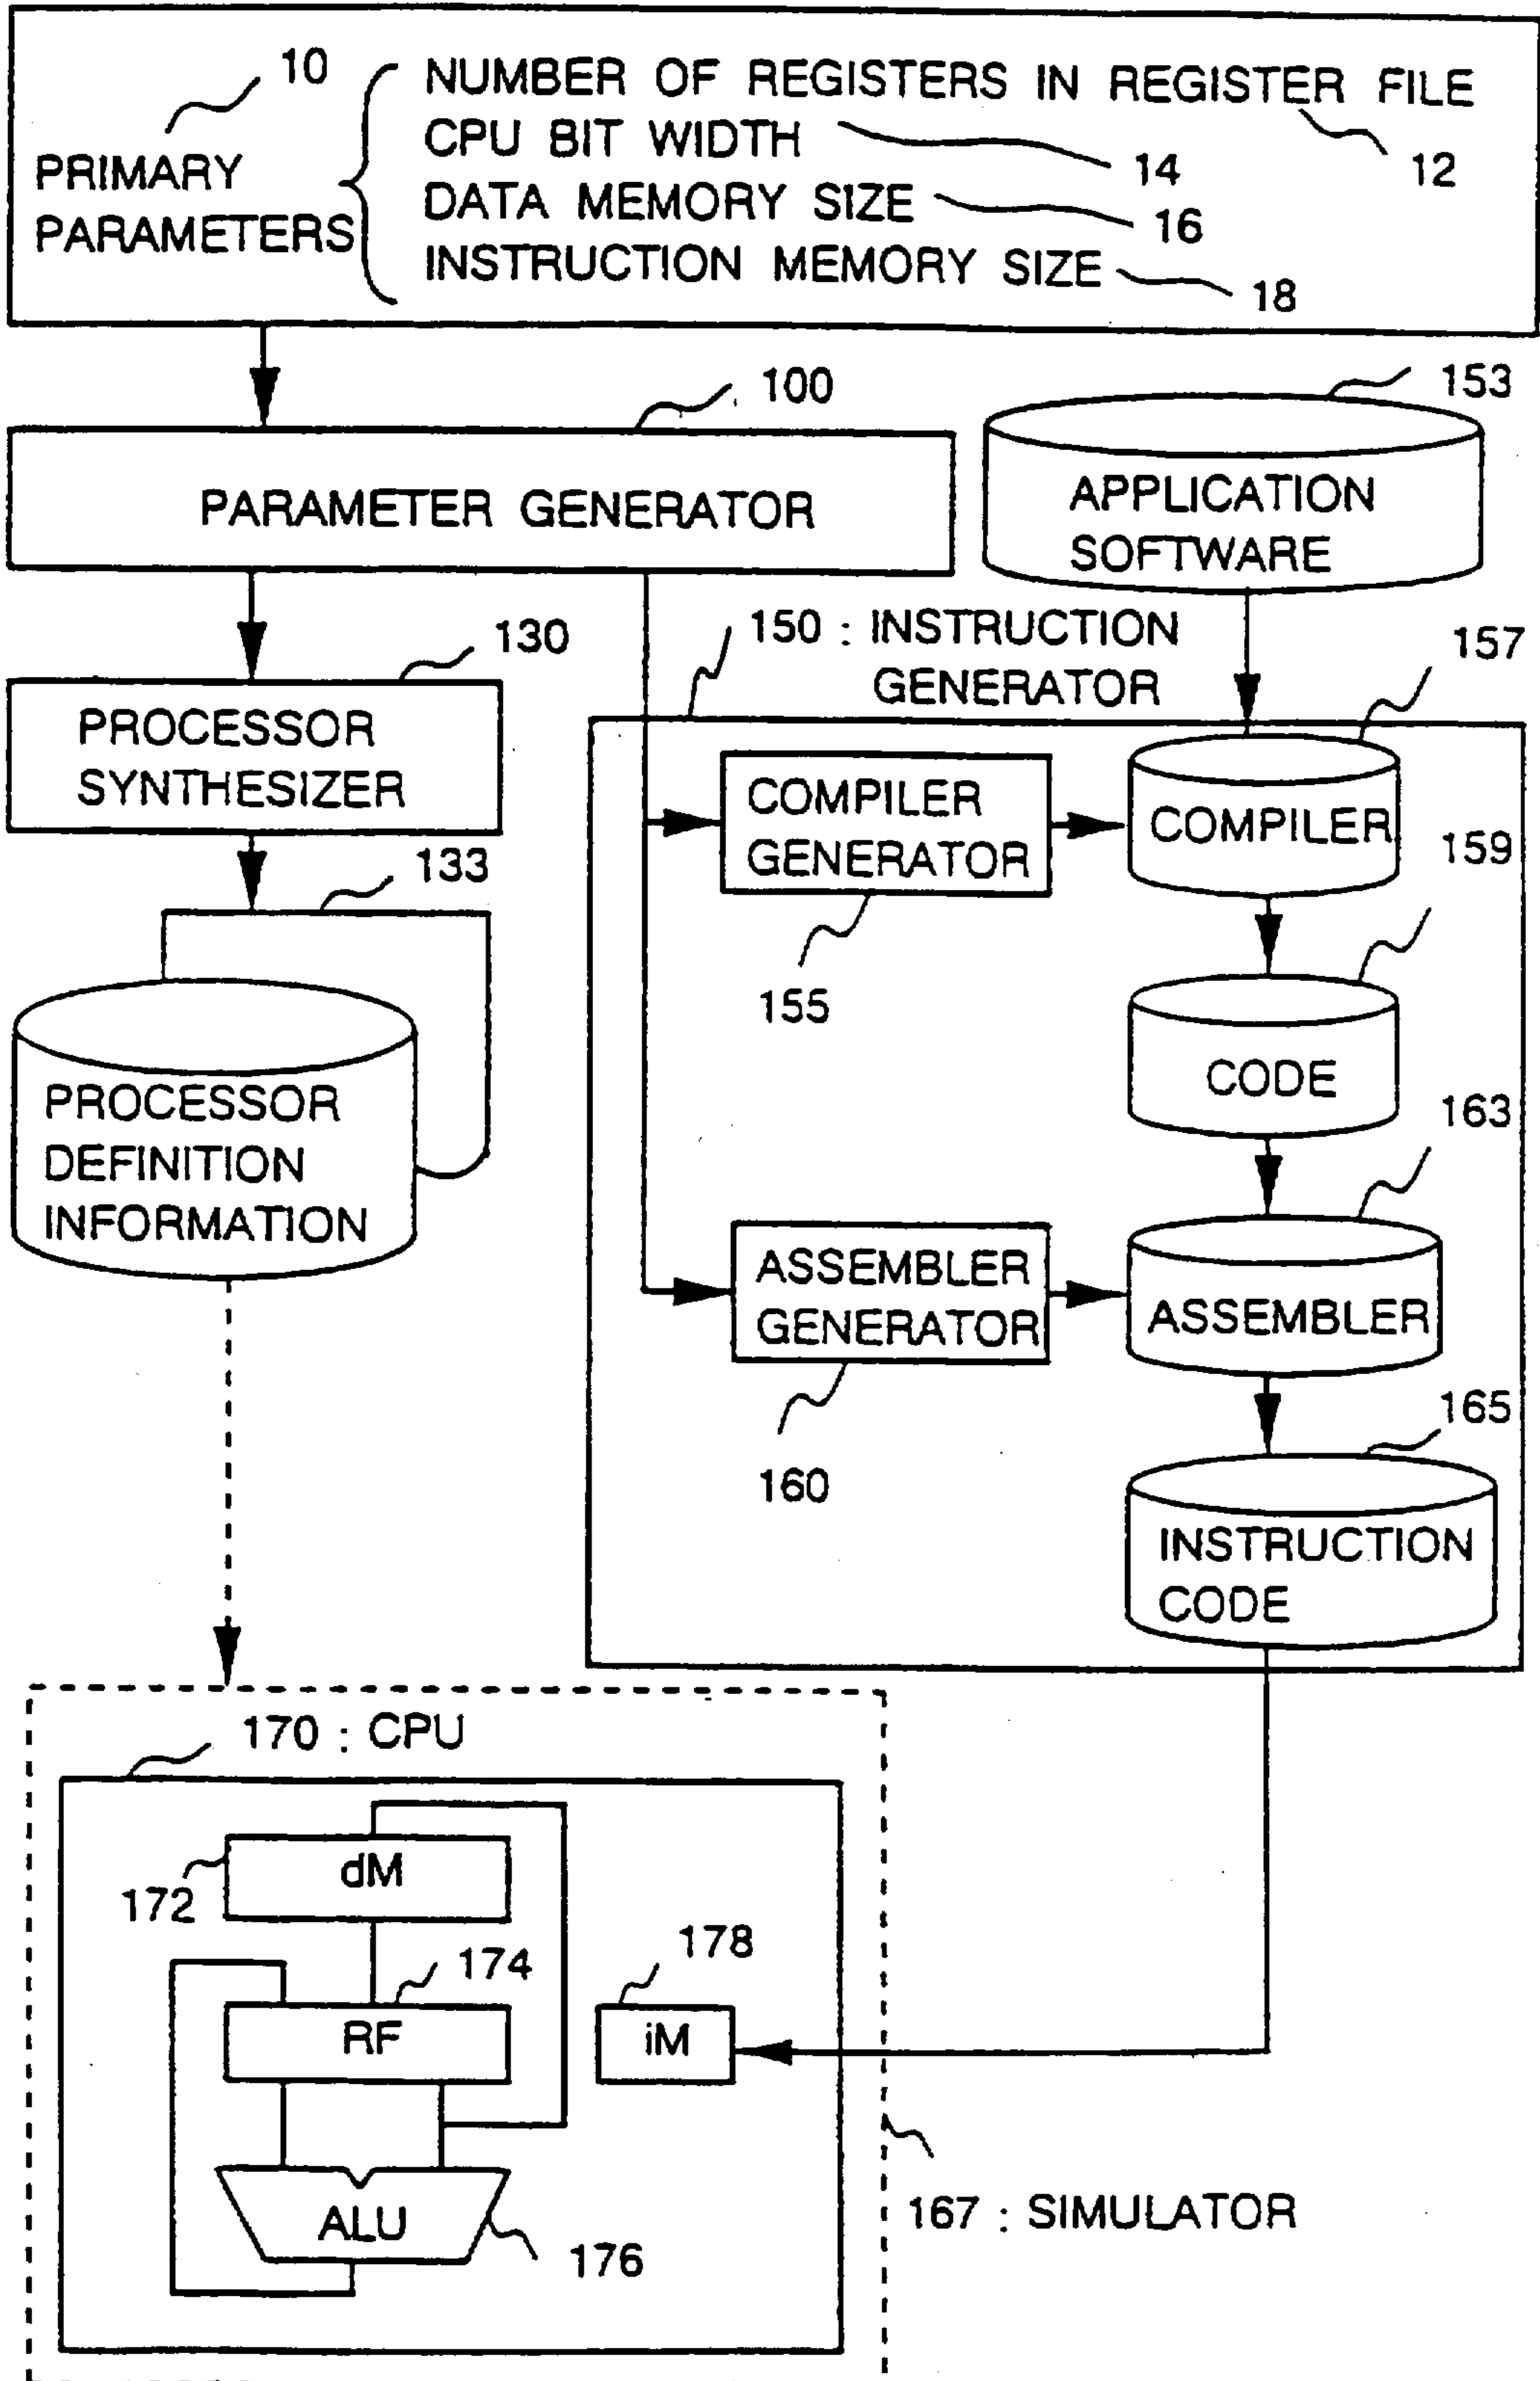 10
PRIMARY
PARAMETERS
NUMBER OF REGISTERS IN REGISTER FILE
12
CPU BIT WIDTH
14
DATA MEMORY SIZE
16
INSTRUCTION MEMORY SIZE
18
100
PARAMETER GENERATOR
153
APPLICATION
SOFTWARE
130
PROCESSOR
SYNTHESIZER
150 : INSTRUCTION
GENERATOR
157
COMPILER
GENERATOR
155
COMPILER
159
133
PROCESSOR
DEFINITION
INFORMATION
CODE
163
ASSEMBLER
GENERATOR
160
ASSEMBLER
165
INSTRUCTION
CODE
170 : CPU
dM
172
174
RF
178
iM
ALU
176
167 : SIMULATOR